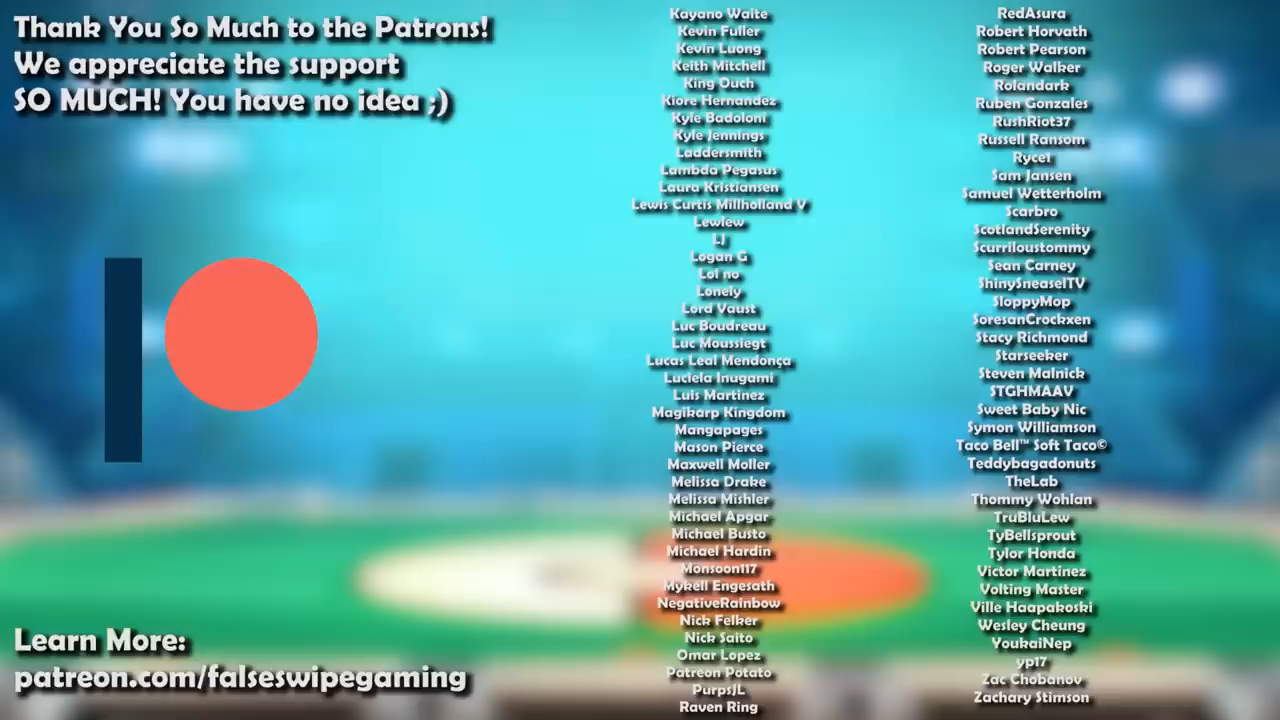 Thank You So Much to the Patrons!
We appreciate the support
SO MUCH! You have no idea ;)
Kayano Waite
Kevin Fuller
Kevin Luong
Keith Mitchell
King Ouch
Kiore Hernandez
Kyle Badoloni
Kyle Jennings
Laddersmith
Lambda Pegasus
Laura Kristiansen
Lewis Curtis Millholland V
Lewlew
LJ
Logan G
Lol no
Lonely
Lord Vaust
Luc Boudreau
Luc Moussiegt
Lucas Leal Mendonça
Luciela Inugami
Luis Martinez
Magikarp Kingdom
Mangapages
Mason Pierce
Maxwell Moller
Melissa Drake
Melissa Mishler
Michael Apgar
Michael Busto
Michael Hardin
Monsoon117
Mykell Engesath
NegativeRainbow
Nick Felker
Nick Saito
Omar Lopez
Patreon Potato
PurpsJL
Raven Ring
RedAsura
Robert Horvath
Robert Pearson
Roger Walker
Rolandark
Ruben Gonzales
RushRiot37
Russell Ransom
Ryce1
Sam Jansen
Samuel Wetterholm
Scarbro
ScotlandSerenity
Scurriloustommy
Sean Carney
ShinySneaselTV
SloppyMop
SoresanCrockxen
Stacy Richmond
Starseeker
Steven Malnick
STGHMAAV
Sweet Baby Nic
Symon Williamson
Taco Bell™ Soft Taco©
Teddybagadonuts
TheLab
Thommy Wohlan
TruBluLew
TyBellsprout
Tylor Honda
Victor Martinez
Volting Master
Ville Haapakoski
Wesley Cheung
YoukaiNep
yp17
Zac Chobanov
Zachary Stimson
Learn More:
patreon.com/falseswipegaming